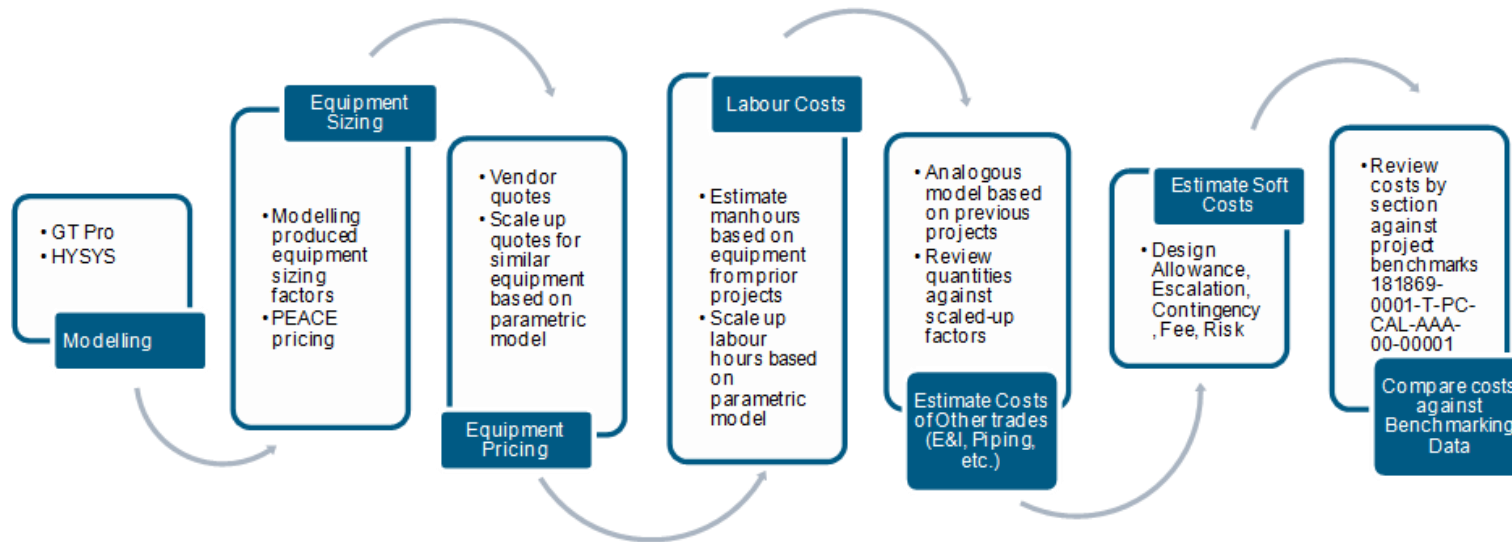 • GT Pro
• HYSYS
Modelling
Equipment
Sizing
• Modelling
produced
equipment
sizing
factors
• PEACE
pricing
• Vendor
quotes
• Scale up
quotes for
similar
equipment
based on
parametric
model
Equipment
Pricing
Labour Costs
• Estimate
manhours
based on
equipment
from prior
projects
• Scale up
labour
hours based
on
parametric
model
• Analogous
model based
on previous
projects
• Review
quantities
against
scaled-up
factors
Estimate Costs
of Other trades
(E&I, Piping,
etc.)
Estimate Soft
Costs
• Design
Allowance,
Escalation,
Contingency
, Fee, Risk
• Review
costs by
section
against
project
benchmarks
181869-
0001-T-PC-
CAL-AAA-
00-00001
Compare costs
against
Benchmarking
Data